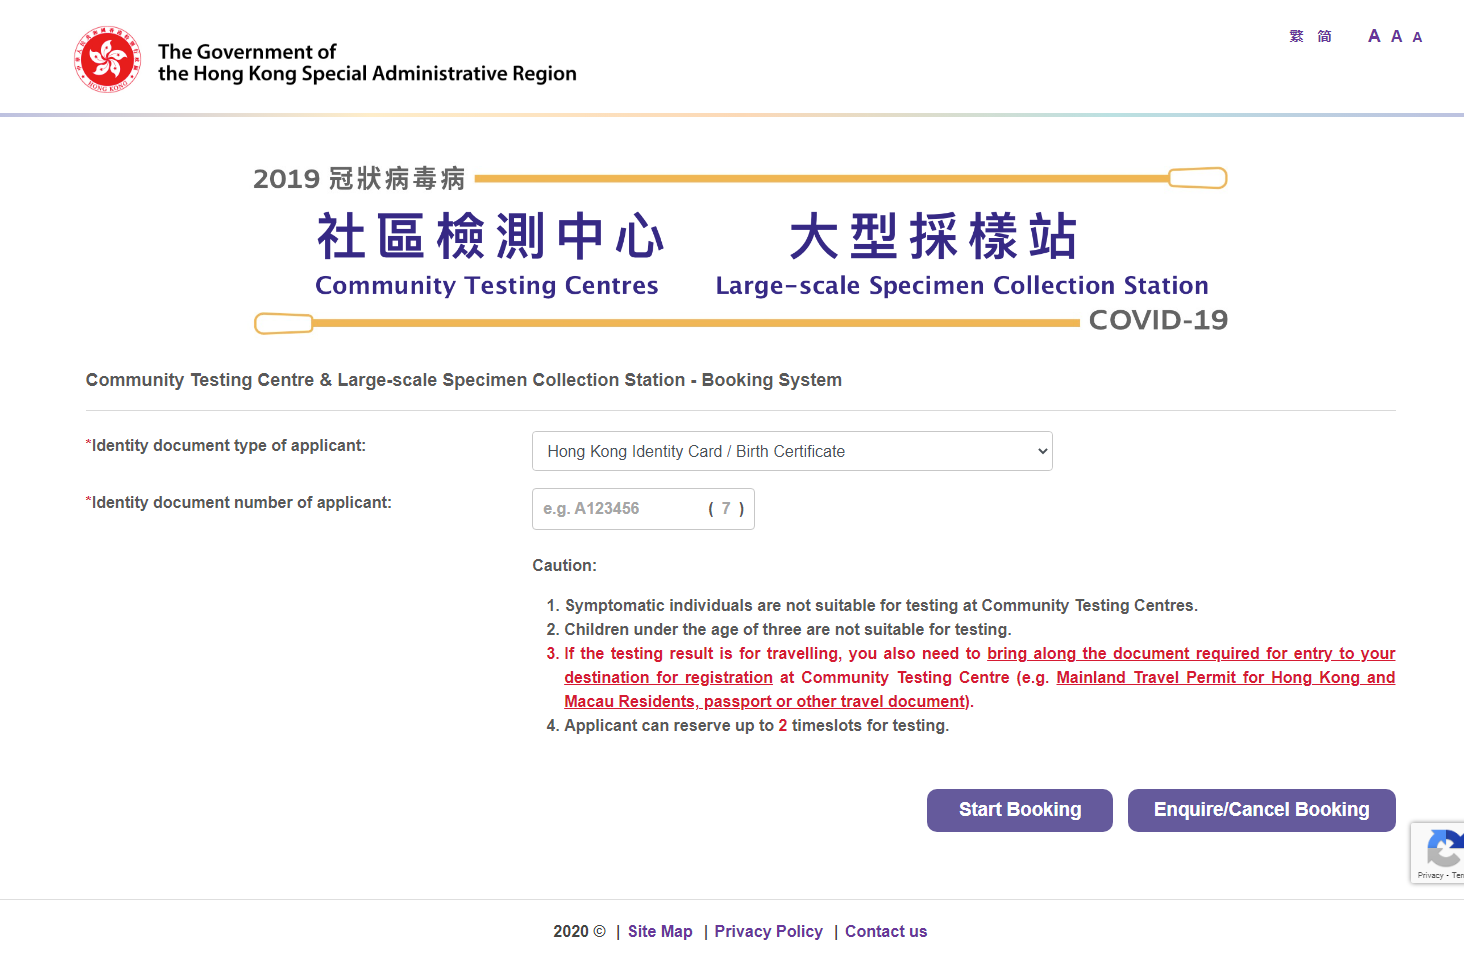 The Government of
the Hong Kong Special Administrative Region
繁 简 A A A
2019 冠狀病毒病
社區檢測中心 大型採樣站
Community Testing Centres Large-scale Specimen Collection Station
COVID-19
Community Testing Centre & Large-scale Specimen Collection Station - Booking System
*Identity document type of applicant: Hong Kong Identity Card / Birth Certificate
*Identity document number of applicant: e.g. A123456 ( 7 )
Caution:
1. Symptomatic individuals are not suitable for testing at Community Testing Centres.
2. Children under the age of three are not suitable for testing.
3. If the testing result is for travelling, you also need to bring along the document required for entry to your
destination for registration at Community Testing Centre (e.g. Mainland Travel Permit for Hong Kong and
Macau Residents, passport or other travel document).
4. Applicant can reserve up to 2 timeslots for testing.
Start Booking Enquire/Cancel Booking
Privacy - Ter
2020 © | Site Map | Privacy Policy | Contact us